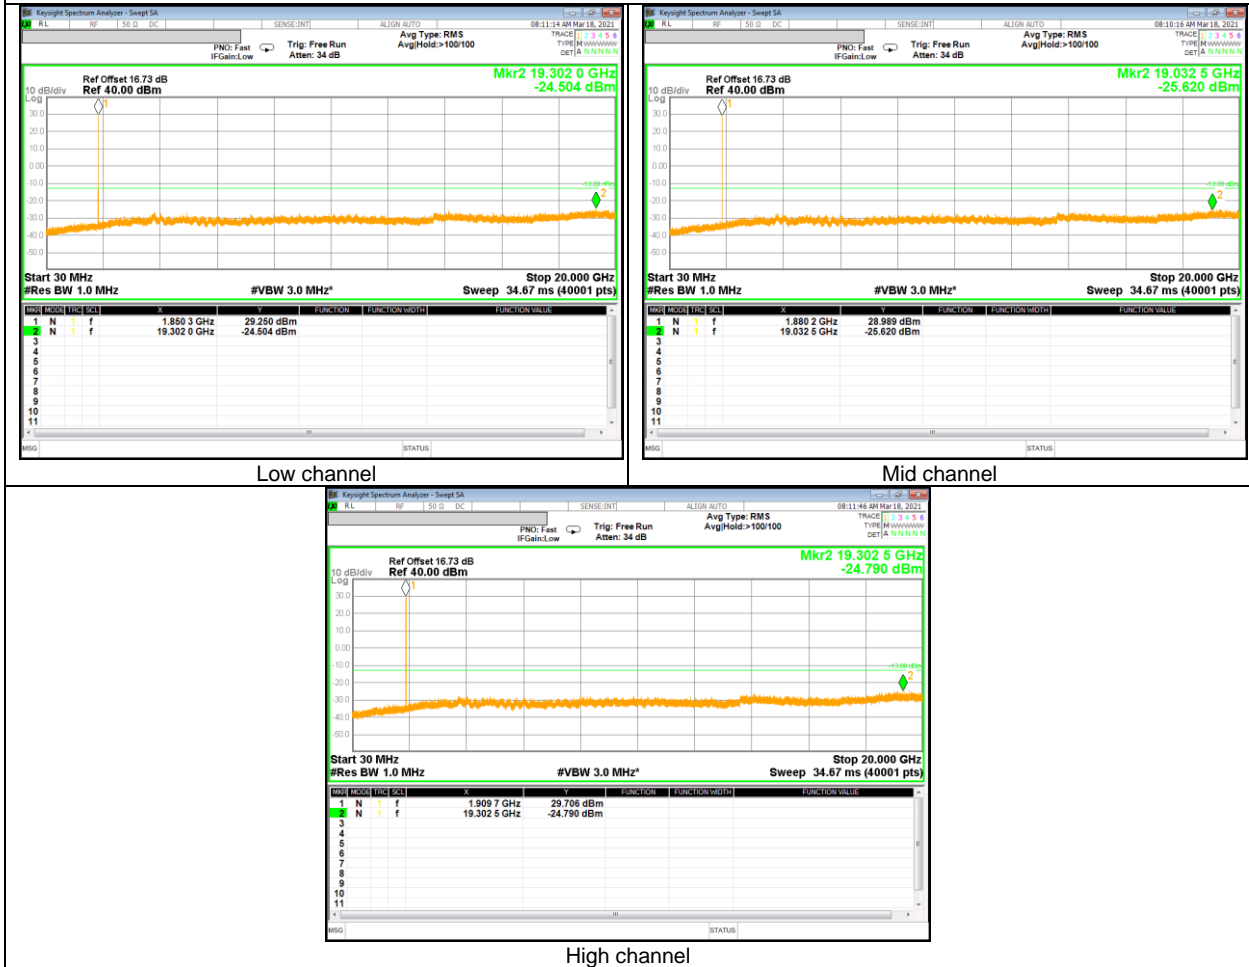 Keysight Spectrum Analyzer - Swept SA
RL RF 50 Ω DC SENSE:INT ALIGN AUTO 08:11:14 AM Mar 18, 2021
Avg Type: RMS TRACE 1 2 3 4 5 6
PNO: Fast Trig: Free Run Avg|Hold:>100/100 TYPE M WWWWW
IFGain:Low Atten: 34 dB DET A N N N N N
Mkr2 19.302 0 GHz
Ref Offset 16.73 dB
10 dB/div Ref 40.00 dBm -24.504 dBm
Log
1
30.0
20.0
10.0
0.00
-10.0
-13.00 dBm
-20.0
2
-30.0
-40.0
-50.0
Start 30 MHz Stop 20.000 GHz
#Res BW 1.0 MHz #VBW 3.0 MHz* Sweep 34.67 ms (40001 pts)
MKR MODE TRC SCL X Y FUNCTION FUNCTION WIDTH FUNCTION VALUE
1 N 1 f 1.850 3 GHz 29.250 dBm
2 N 1 f 19.302 0 GHz -24.504 dBm
3
4
5
6
7
8
9
10
11
MSG STATUS
Low channel
Keysight Spectrum Analyzer - Swept SA
RL RF 50 Ω DC SENSE:INT ALIGN AUTO 08:10:16 AM Mar 18, 2021
Avg Type: RMS TRACE 1 2 3 4 5 6
PNO: Fast Trig: Free Run Avg|Hold:>100/100 TYPE M WWWWW
IFGain:Low Atten: 34 dB DET A N N N N N
Mkr2 19.032 5 GHz
Ref Offset 16.73 dB
10 dB/div Ref 40.00 dBm -25.620 dBm
Log
1
30.0
20.0
10.0
0.00
-10.0
-13.00 dBm
-20.0
2
-30.0
-40.0
-50.0
Start 30 MHz Stop 20.000 GHz
#Res BW 1.0 MHz #VBW 3.0 MHz* Sweep 34.67 ms (40001 pts)
MKR MODE TRC SCL X Y FUNCTION FUNCTION WIDTH FUNCTION VALUE
1 N 1 f 1.880 2 GHz 28.989 dBm
2 N 1 f 19.032 5 GHz -25.620 dBm
3
4
5
6
7
8
9
10
11
MSG STATUS
Mid channel
Keysight Spectrum Analyzer - Swept SA
RL RF 50 Ω DC SENSE:INT ALIGN AUTO 08:11:46 AM Mar 18, 2021
Avg Type: RMS TRACE 1 2 3 4 5 6
PNO: Fast Trig: Free Run Avg|Hold:>100/100 TYPE M WWWWW
IFGain:Low Atten: 34 dB DET A N N N N N
Mkr2 19.302 5 GHz
Ref Offset 16.73 dB
10 dB/div Ref 40.00 dBm -24.790 dBm
Log
1
30.0
20.0
10.0
0.00
-10.0
-13.00 dBm
-20.0
2
-30.0
-40.0
-50.0
Start 30 MHz Stop 20.000 GHz
#Res BW 1.0 MHz #VBW 3.0 MHz* Sweep 34.67 ms (40001 pts)
MKR MODE TRC SCL X Y FUNCTION FUNCTION WIDTH FUNCTION VALUE
1 N 1 f 1.909 7 GHz 29.706 dBm
2 N 1 f 19.302 5 GHz -24.790 dBm
3
4
5
6
7
8
9
10
11
MSG STATUS
High channel